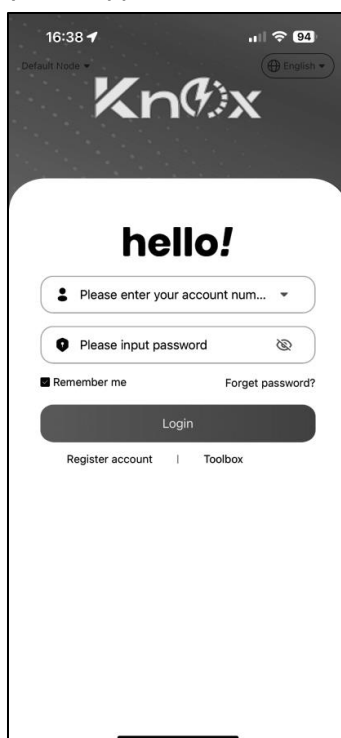 16:38
94
Default Node
English
Knox
hello!
Please enter your account num...
Please input password
Remember me
Forget password?
Login
Register account | Toolbox